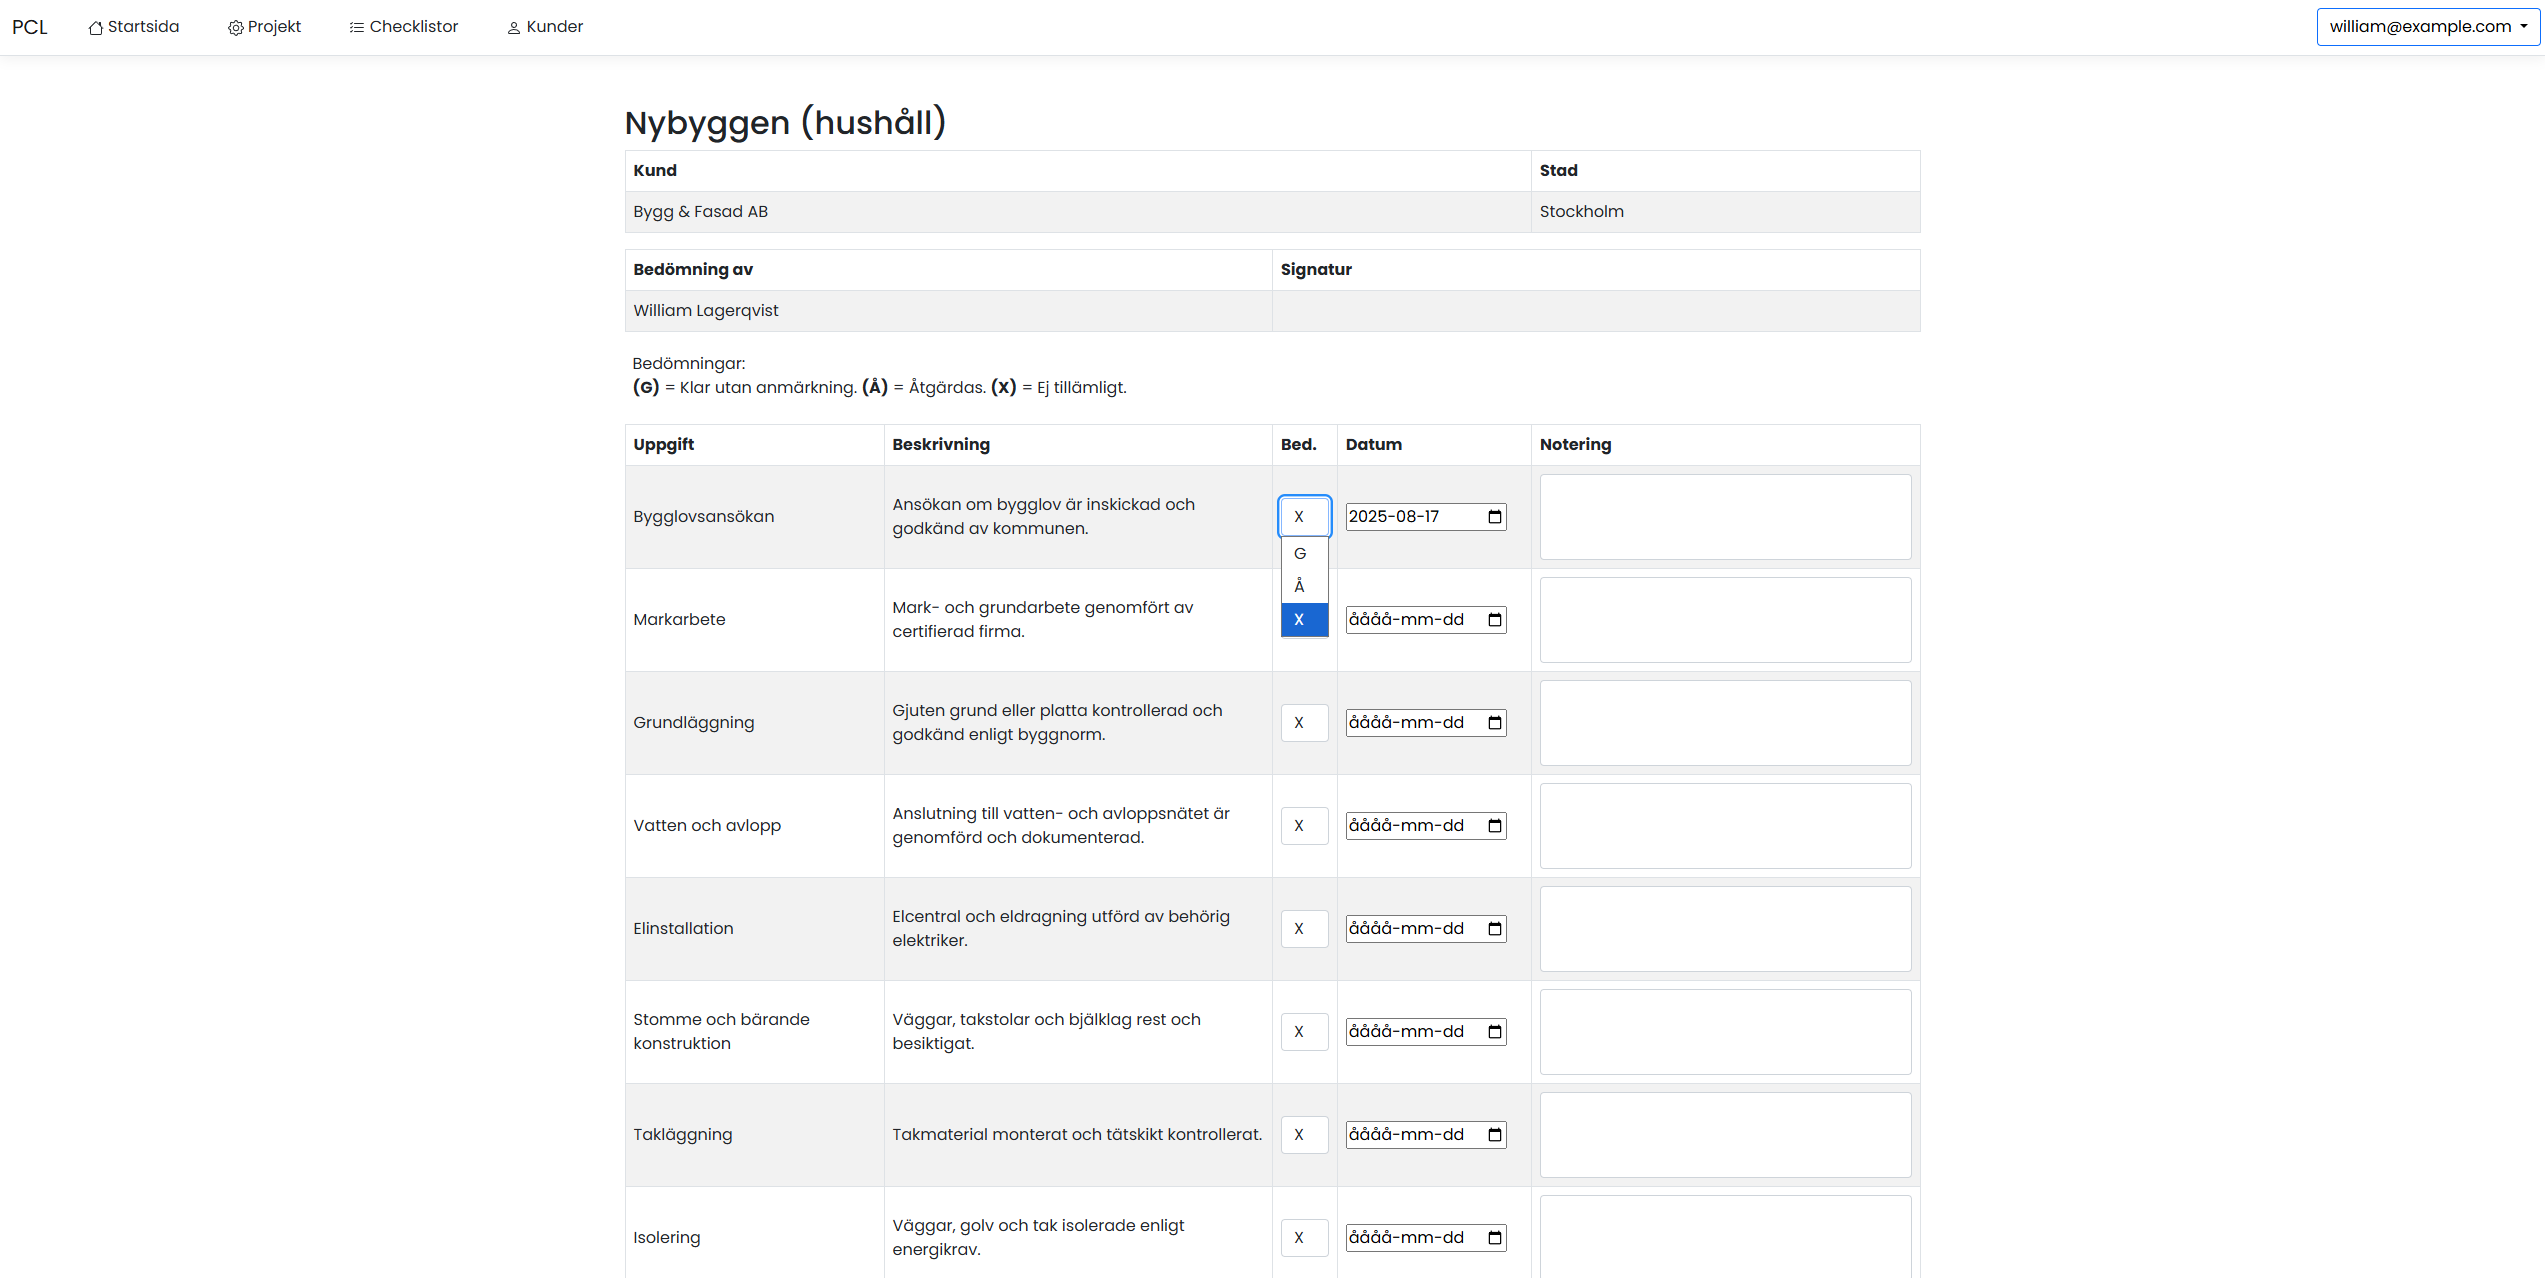 PCL Startsida Projekt Checklistor Kunder william@example.com
Nybyggen (hushåll)
Kund Stad
Bygg & Fasad AB Stockholm
Bedömning av Signatur
William Lagerqvist
Bedömningar:
(G) = Klar utan anmärkning. (Å) = Åtgärdas. (X) = Ej tillämligt.
Uppgift Beskrivning Bed. Datum Notering
Bygglovsansökan
Ansökan om bygglov är inskickad och
godkänd av kommunen.
X
G
Å
X
2025-08-17
Markarbete
Mark- och grundarbete genomfört av
certifierad firma.
åååå-mm-dd
Grundläggning
Gjuten grund eller platta kontrollerad och
godkänd enligt byggnorm.
X
åååå-mm-dd
Vatten och avlopp
Anslutning till vatten- och avloppsnätet är
genomförd och dokumenterad.
X
åååå-mm-dd
Elinstallation
Elcentral och eldragning utförd av behörig
elektriker.
X
åååå-mm-dd
Stomme och bärande
konstruktion
Väggar, takstolar och bjälklag rest och
besiktigat.
X
åååå-mm-dd
Takläggning
Takmaterial monterat och tätskikt kontrollerat.
X
åååå-mm-dd
Isolering
Väggar, golv och tak isolerade enligt
energikrav.
X
åååå-mm-dd